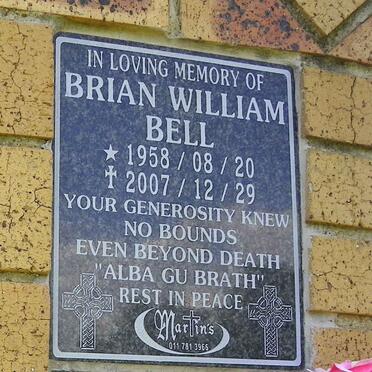 IN LOVING MEMORY OF
BRIAN WILLIAM
BELL
★ 1958 / 08 / 20
✝ 2007 / 12 / 29
YOUR GENEROSITY KNEW
NO BOUNDS
EVEN BEYOND DEATH
"ALBA GU BRATH"
REST IN PEACE
Martin's
011 781 3966